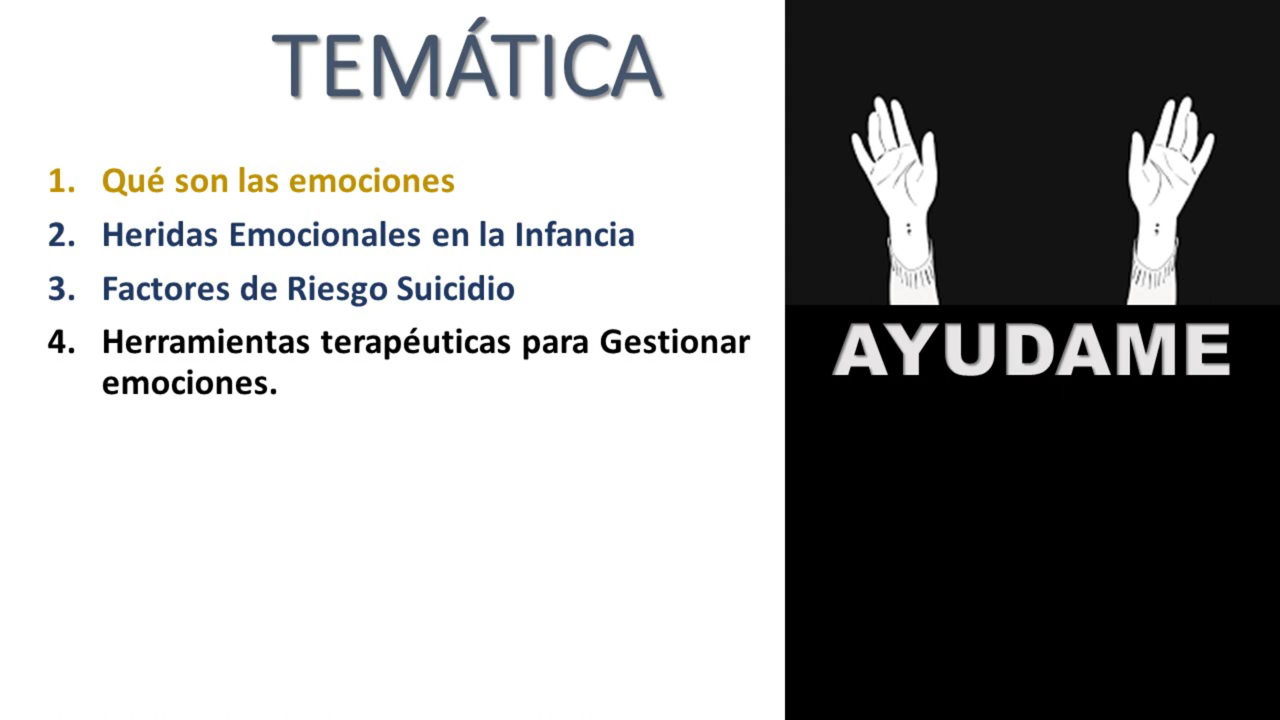 TEMÁTICA
1. Qué son las emociones
2. Heridas Emocionales en la Infancia
3. Factores de Riesgo Suicidio
4. Herramientas terapéuticas para Gestionar
emociones.
AYUDAME